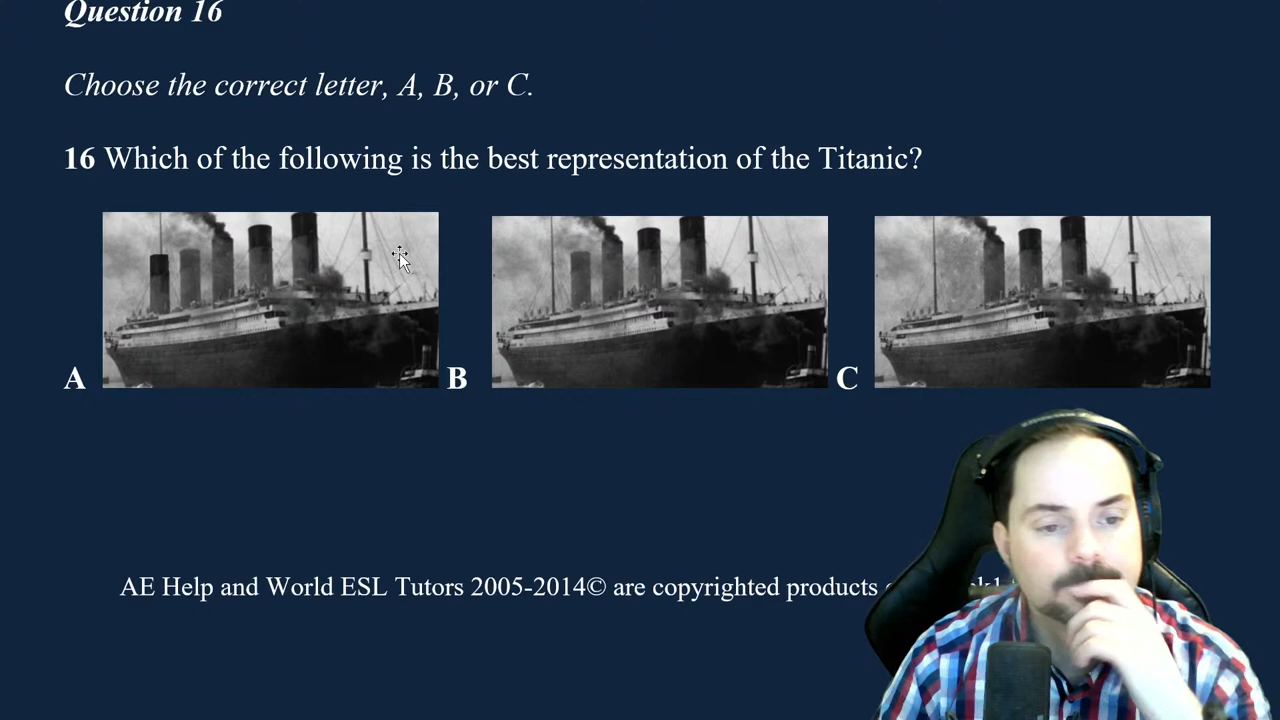 Question 16
Choose the correct letter, A, B, or C.
16 Which of the following is the best representation of the Titanic?
A B C
AE Help and World ESL Tutors 2005-2014© are copyrighted products